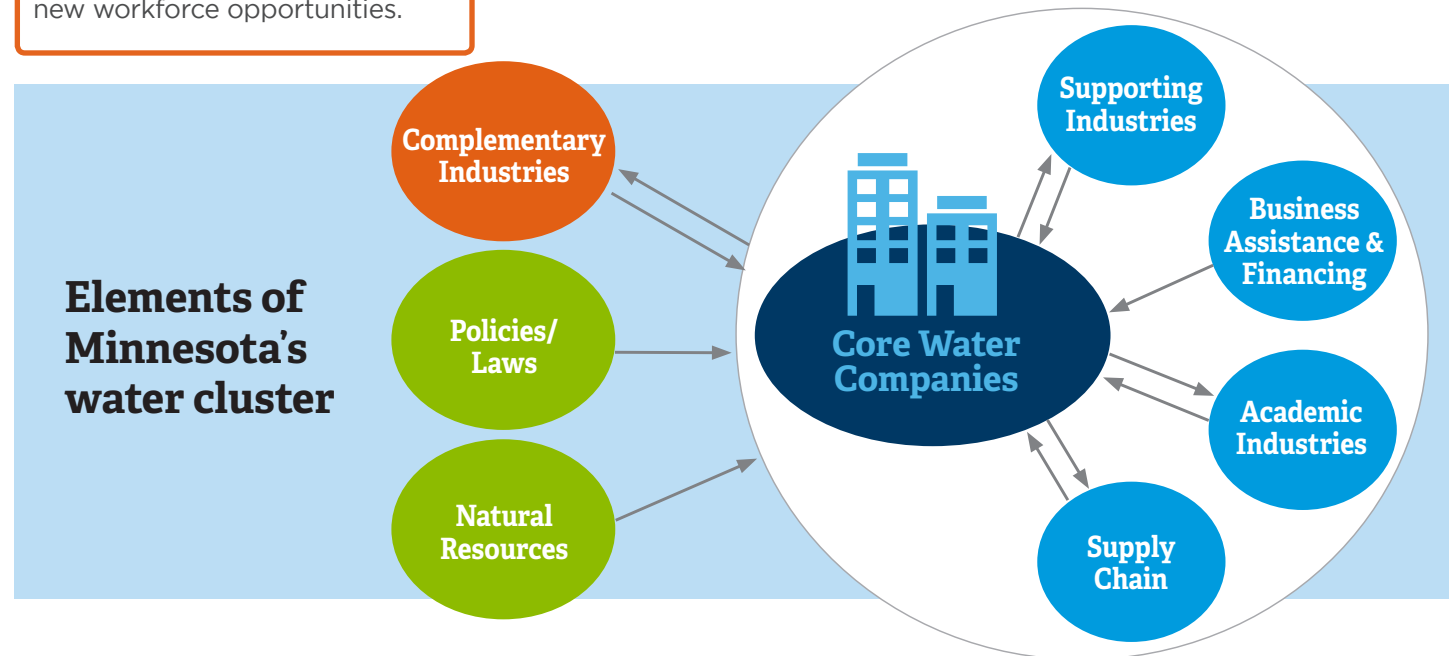 new workforce opportunities.
Elements of
Minnesota's
water cluster
Complementary
Industries
Policies/
Laws
Natural
Resources
Core Water
Companies
Supporting
Industries
Business
Assistance &
Financing
Academic
Industries
Supply
Chain